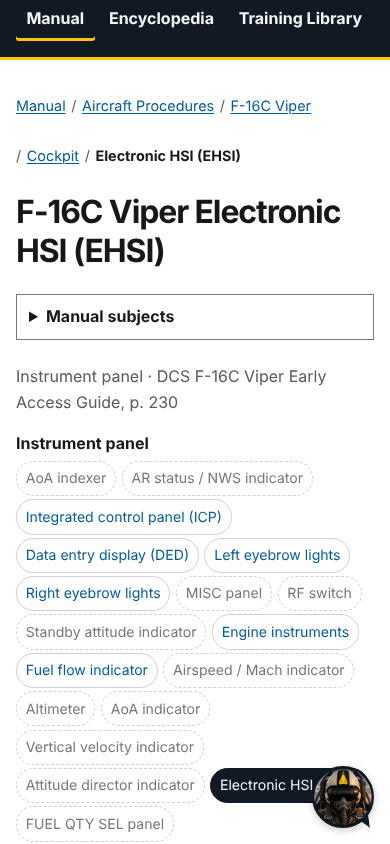 Manual Encyclopedia Training Library
Manual / Aircraft Procedures / F-16C Viper
/ Cockpit / Electronic HSI (EHSI)
F-16C Viper Electronic
HSI (EHSI)
Manual subjects
Instrument panel · DCS F-16C Viper Early
Access Guide, p. 230
Instrument panel
AoA indexer AR status / NWS indicator
Integrated control panel (ICP)
Data entry display (DED) Left eyebrow lights
Right eyebrow lights MISC panel RF switch
Standby attitude indicator Engine instruments
Fuel flow indicator Airspeed / Mach indicator
Altimeter AoA indicator
Vertical velocity indicator
Attitude director indicator Electronic HSI
FUEL QTY SEL panel